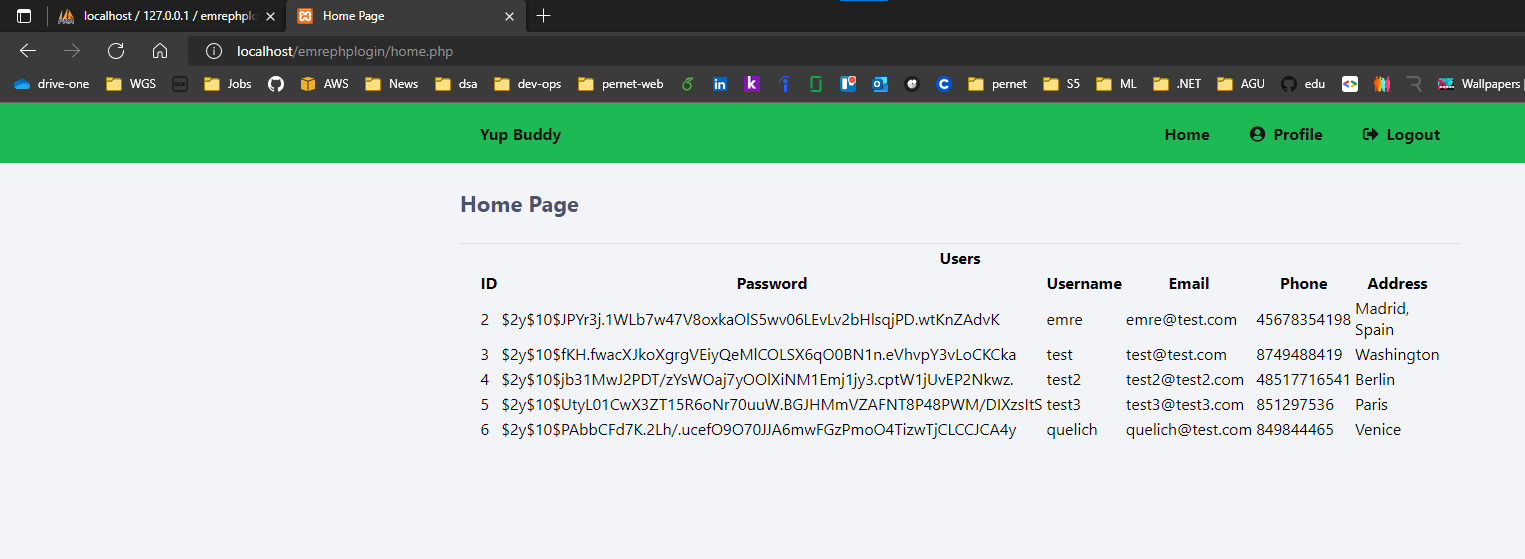 localhost / 127.0.0.1 / emrephplo
Home Page
localhost/emrephplogin/home.php
drive-one WGS Jobs AWS News dsa dev-ops pernet-web pernet S5 ML .NET AGU edu Wallpapers
Yup Buddy Home Profile Logout
Home Page
Users
ID Password Username Email Phone Address
2 $2y$10$JPYr3j.1WLb7w47V8oxkaOlS5wv06LEvLv2bHlsqjPD.wtKnZAdvK emre emre@test.com 45678354198 Madrid,
Spain
3 $2y$10$fKH.fwacXJkoXgrgVEiyQeMlCOLSX6qO0BN1n.eVhvpY3vLoCKCka test test@test.com 8749488419 Washington
4 $2y$10$jb31MwJ2PDT/zYsWOaj7yOOlXiNM1Emj1jy3.cptW1jUvEP2Nkwz. test2 test2@test2.com 48517716541 Berlin
5 $2y$10$UtyL01CwX3ZT15R6oNr70uuW.BGJHMmVZAFNT8P48PWM/DIXzsItS test3 test3@test3.com 851297536 Paris
6 $2y$10$PAbbCFd7K.2Lh/.ucefO9O70JJA6mwFGzPmoO4TizwTjCLCCJCA4y quelich quelich@test.com 849844465 Venice